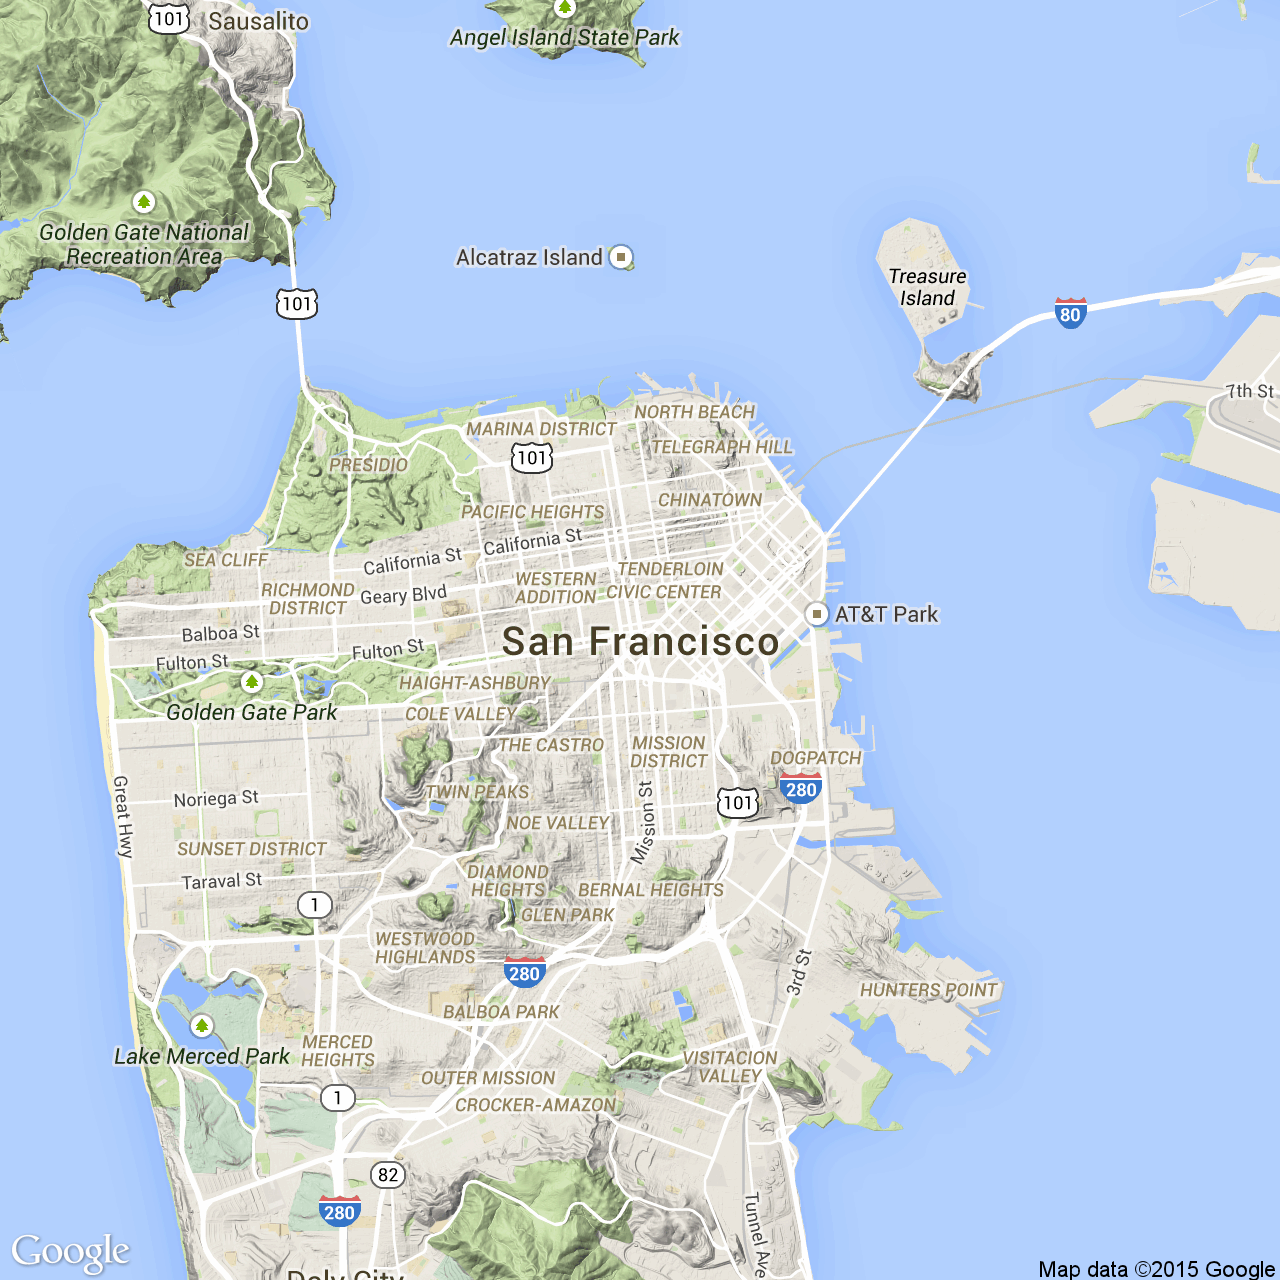 101
Sausalito
Angel Island State Park
Golden Gate National
Recreation Area
Alcatraz Island
101
Treasure
Island
80
7th St
NORTH BEACH
MARINA DISTRICT
TELEGRAPH HILL
101
PRESIDIO
CHINATOWN
PACIFIC HEIGHTS
California St
California St
SEA CLIFF
TENDERLOIN
WESTERN
ADDITION
CIVIC CENTER
RICHMOND
DISTRICT
Geary Blvd
AT&T Park
Balboa St
San Francisco
Fulton St
Fulton St
HAIGHT-ASHBURY
Golden Gate Park
COLE VALLEY
THE CASTRO
MISSION
DISTRICT
DOGPATCH
280
Great Hwy
Noriega St
TWIN PEAKS
101
Mission St
NOE VALLEY
SUNSET DISTRICT
Taraval St
DIAMOND
HEIGHTS
BERNAL HEIGHTS
1
GLEN PARK
WESTWOOD
HIGHLANDS
280
3rd St
HUNTERS POINT
BALBOA PARK
Lake Merced Park
MERCED
HEIGHTS
VISITACION
VALLEY
OUTER MISSION
1
CROCKER-AMAZON
82
280
Tunnel Ave
Google
Daly City
Map data ©2015 Google